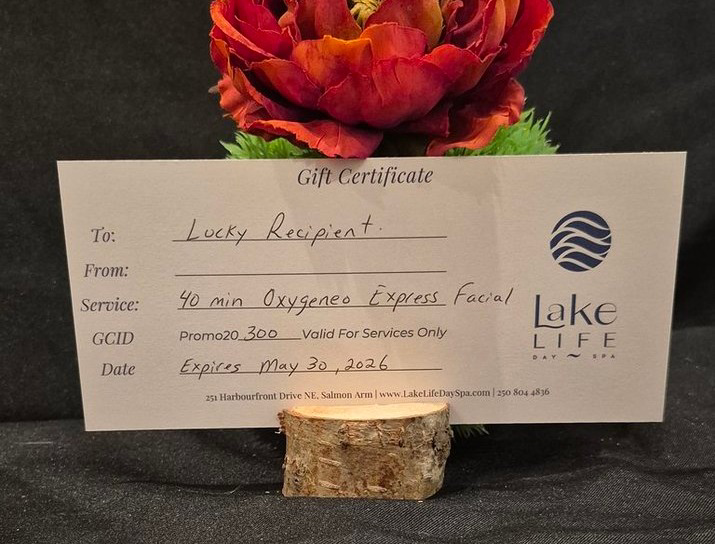 Gift Certificate
To: Lucky Recipient.
From:
Service: 40 min Oxygeneo Express Facial
GCID Promo20 300 Valid For Services Only
Date Expires May 30, 2026
251 Harbourfront Drive NE, Salmon Arm | www.LakeLifeDaySpa.com | 250 804 4836
Lake
LIFE
DAY ~ SPA